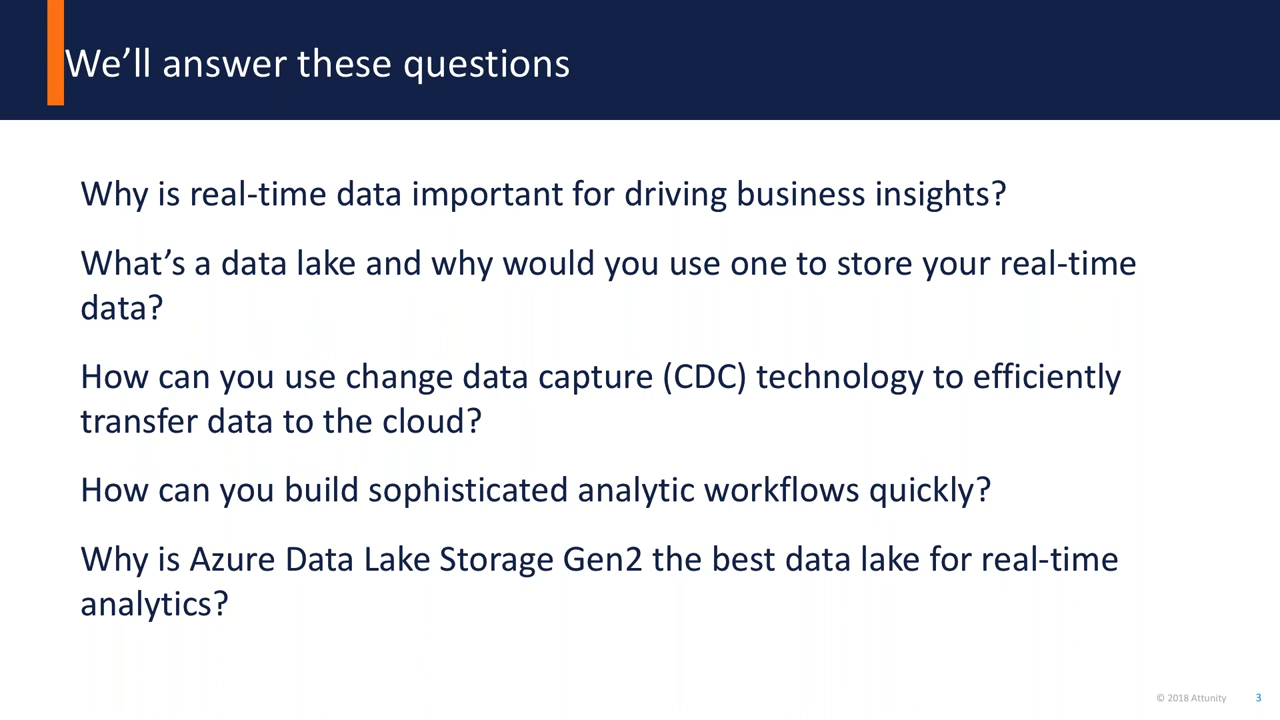 We’ll answer these questions
Why is real-time data important for driving business insights?
What’s a data lake and why would you use one to store your real-time
data?
How can you use change data capture (CDC) technology to efficiently
transfer data to the cloud?
How can you build sophisticated analytic workflows quickly?
Why is Azure Data Lake Storage Gen2 the best data lake for real-time
analytics?
© 2018 Attunity 3